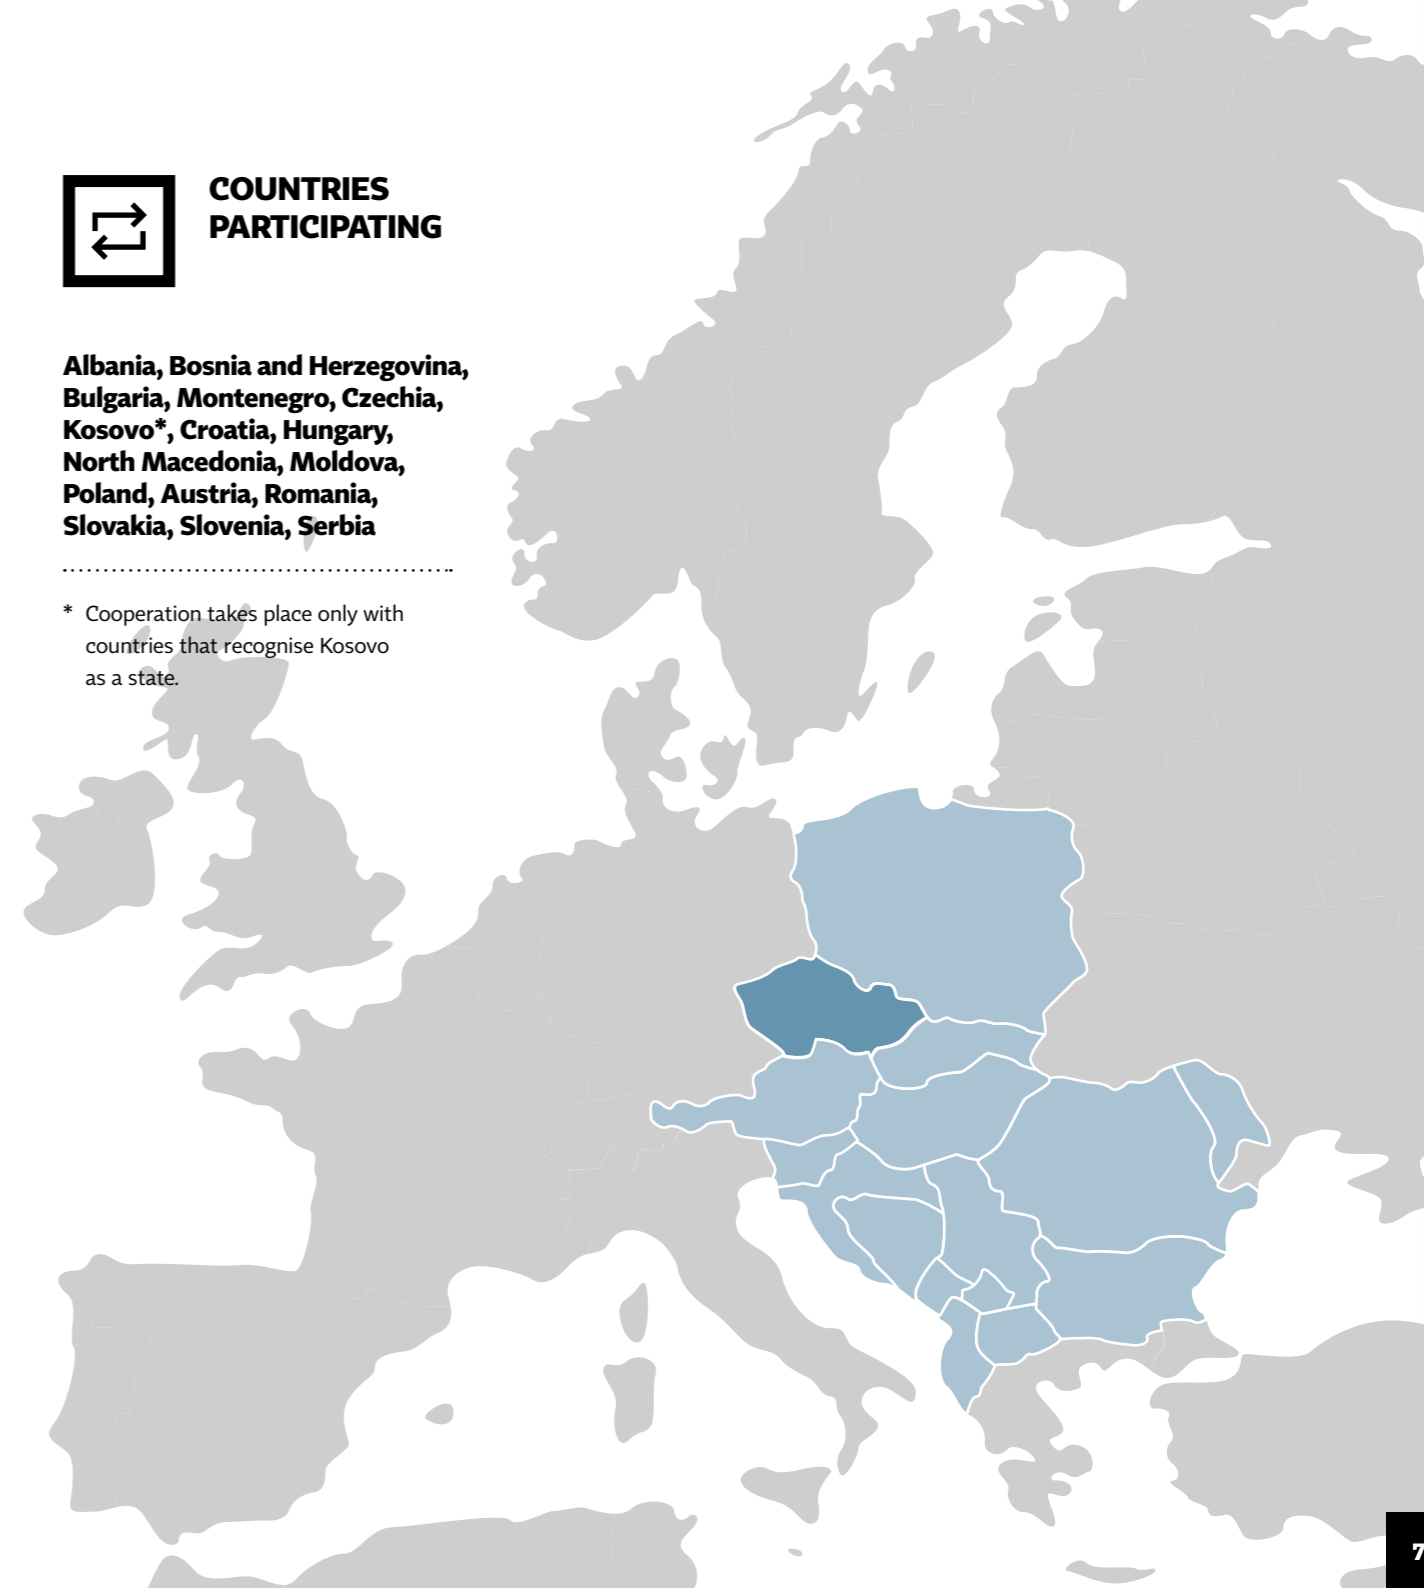 COUNTRIES
PARTICIPATING
Albania, Bosnia and Herzegovina,
Bulgaria, Montenegro, Czechia,
Kosovo*, Croatia, Hungary,
North Macedonia, Moldova,
Poland, Austria, Romania,
Slovakia, Slovenia, Serbia
* Cooperation takes place only with
countries that recognise Kosovo
as a state.
7